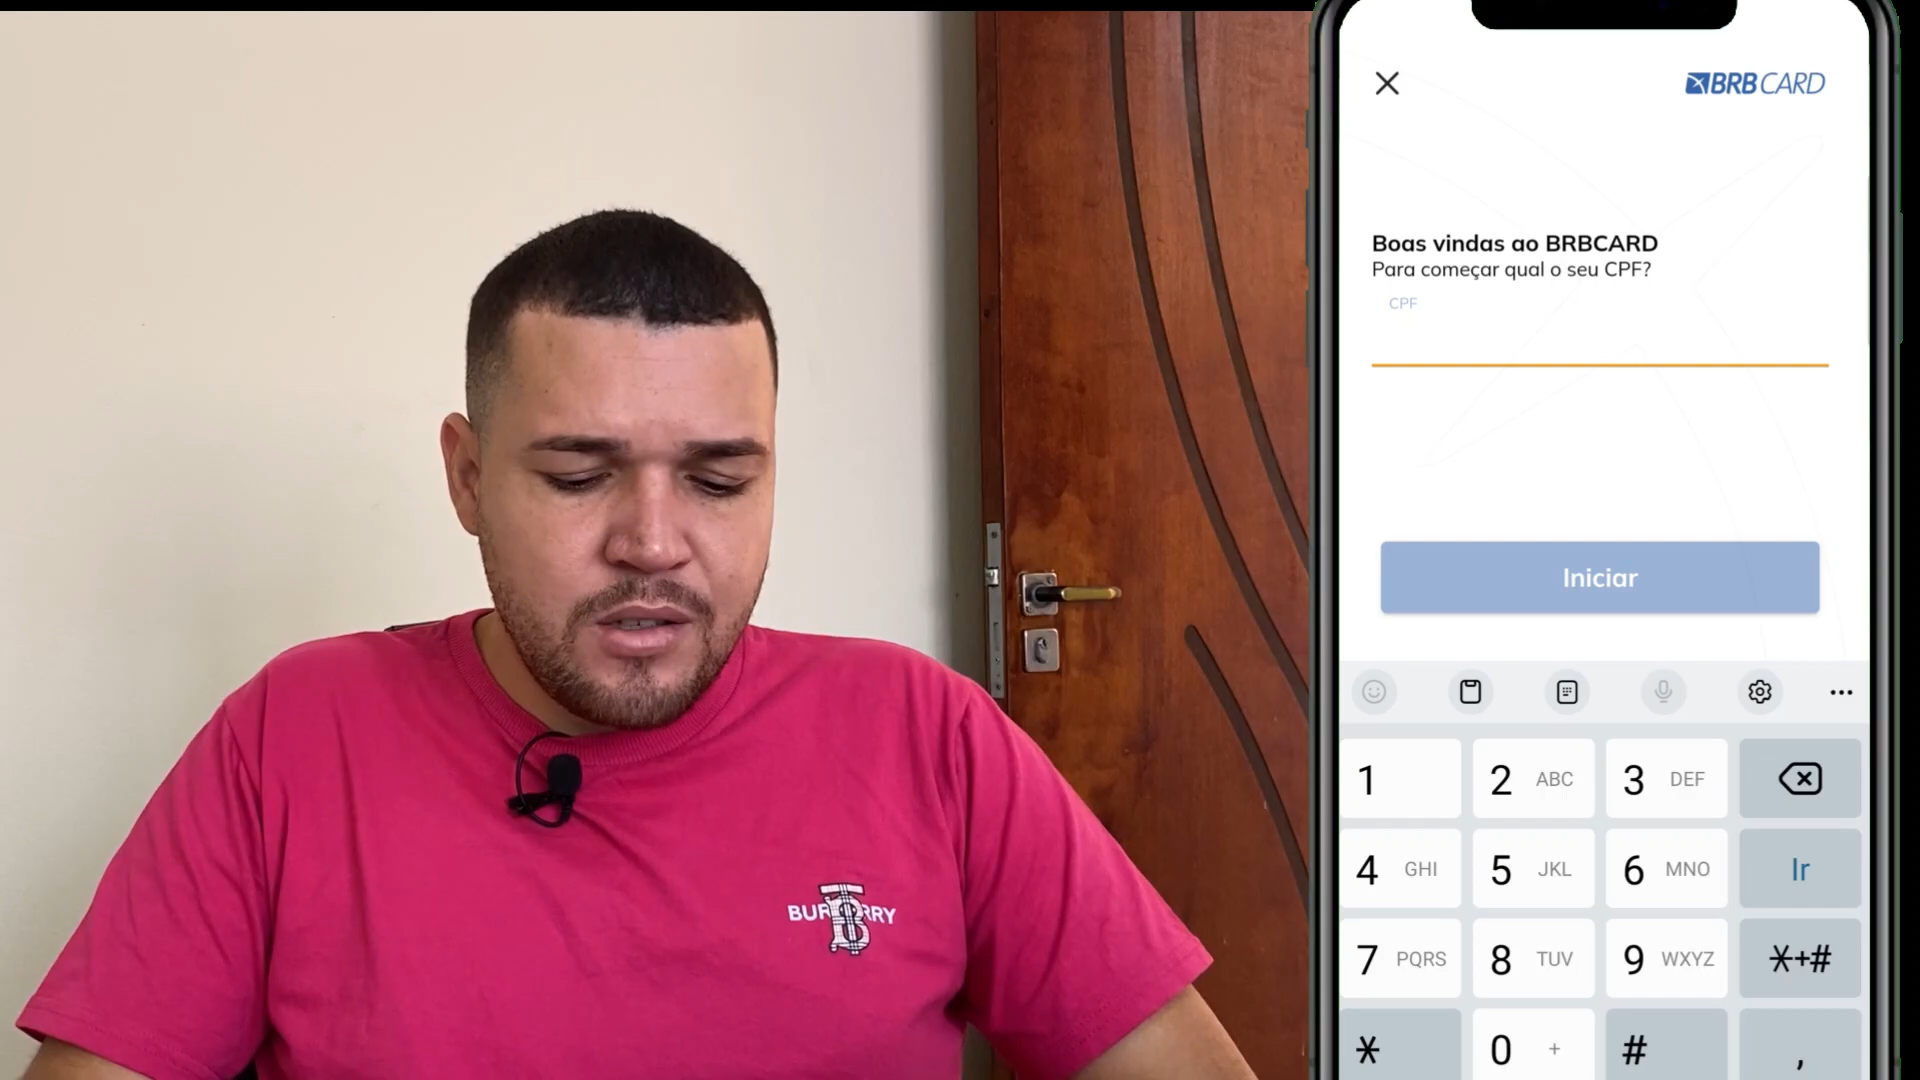 BRBCARD
Boas vindas ao BRBCARD
Para começar qual o seu CPF?
CPF
Iniciar
1
2 ABC
3 DEF
4 GHI
5 JKL
6 MNO
Ir
7 PQRS
8 TUV
9 WXYZ
*+#
*
0 +
#
,